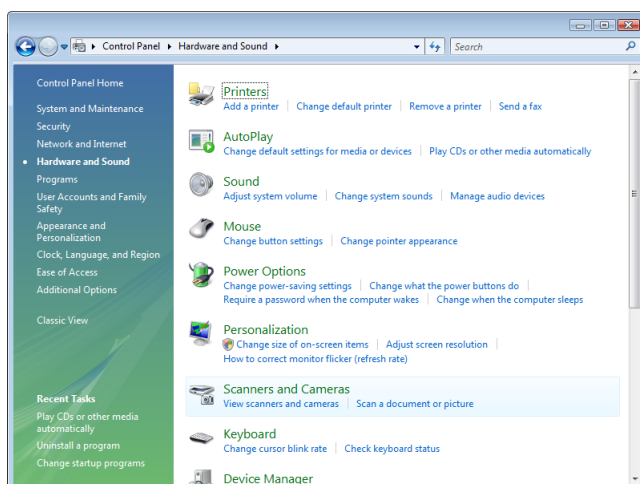 Control Panel Hardware and Sound Search
Control Panel Home
System and Maintenance
Security
Network and Internet
Hardware and Sound
Programs
User Accounts and Family
Safety
Appearance and
Personalization
Clock, Language, and Region
Ease of Access
Additional Options
Classic View
Recent Tasks
Play CDs or other media
automatically
Uninstall a program
Change startup programs
Printers
Add a printer Change default printer Remove a printer Send a fax
AutoPlay
Change default settings for media or devices Play CDs or other media automatically
Sound
Adjust system volume Change system sounds Manage audio devices
Mouse
Change button settings Change pointer appearance
Power Options
Change power-saving settings Change what the power buttons do
Require a password when the computer wakes Change when the computer sleeps
Personalization
Change size of on-screen items Adjust screen resolution
How to correct monitor flicker (refresh rate)
Scanners and Cameras
View scanners and cameras Scan a document or picture
Keyboard
Change cursor blink rate Check keyboard status
Device Manager